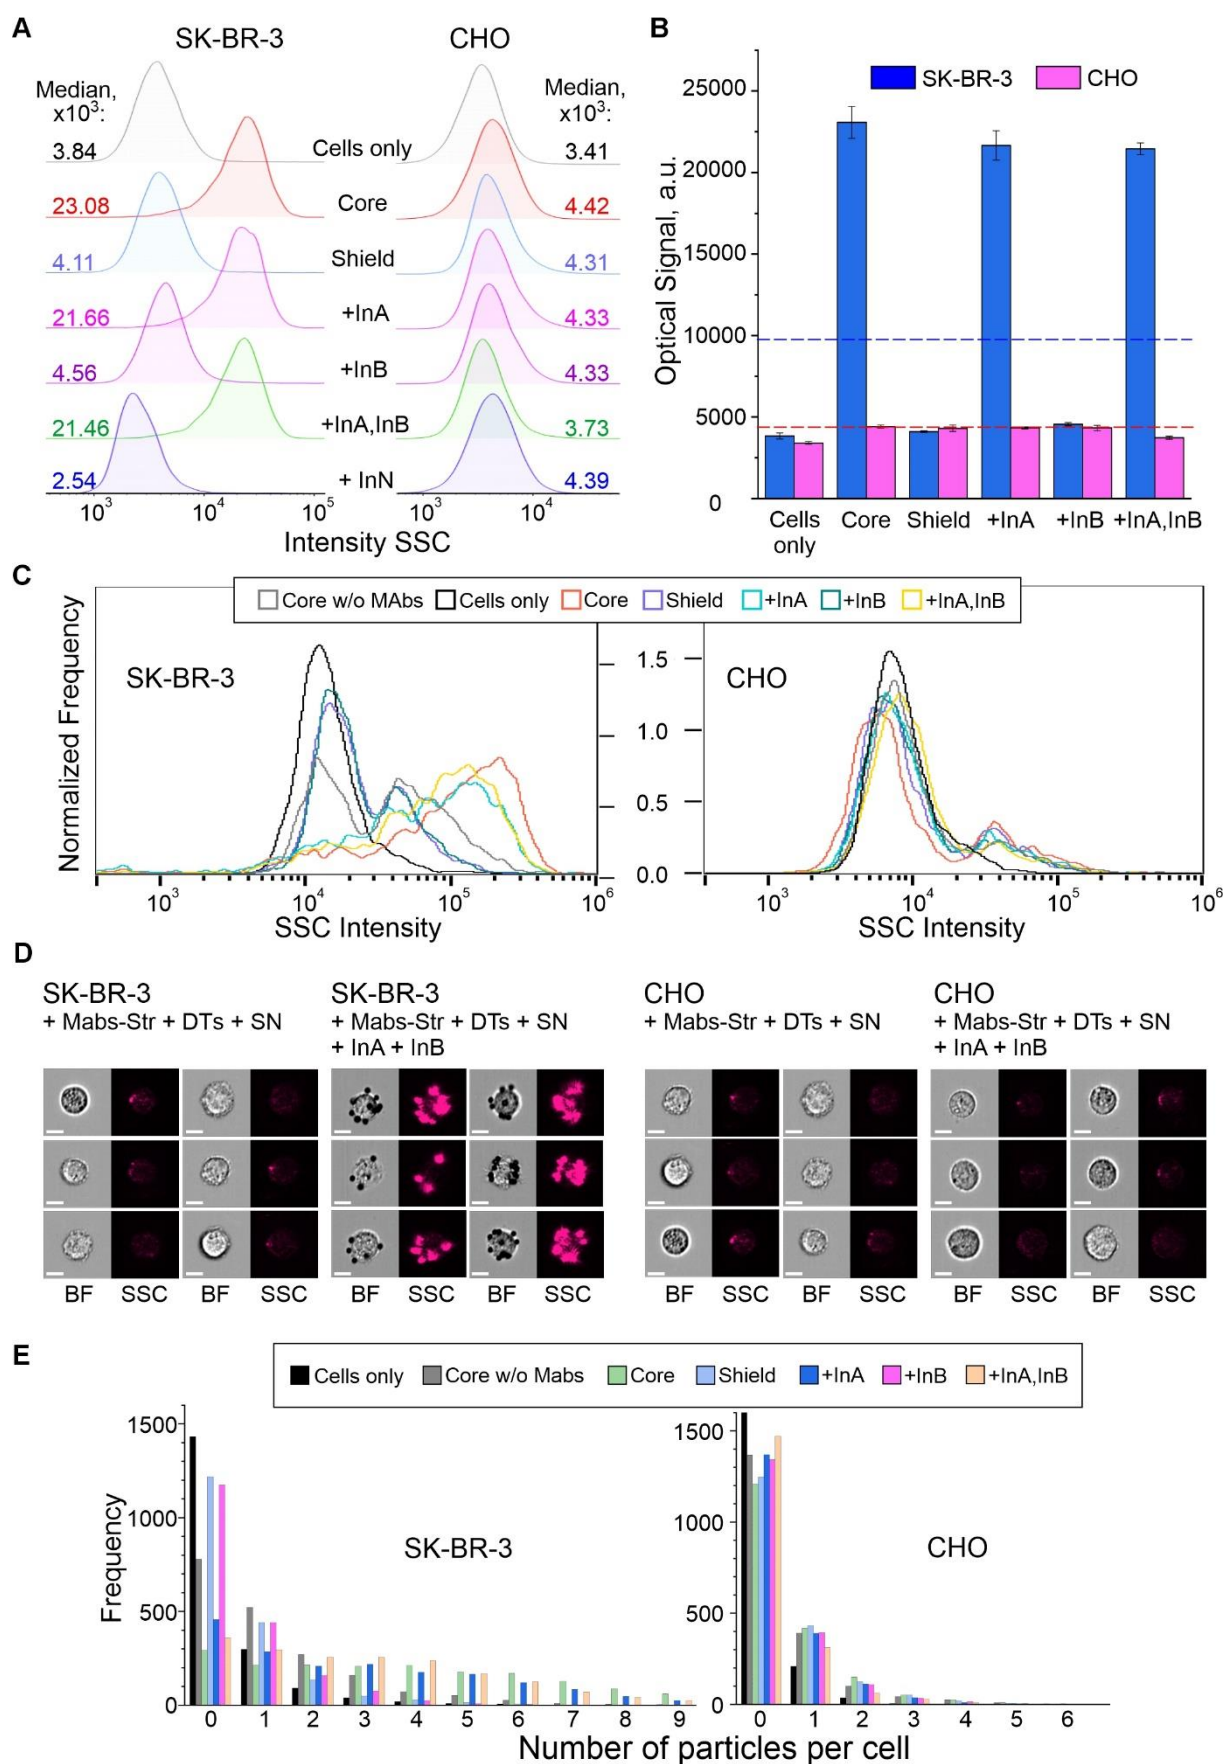 A
SK-BR-3
CHO
Median,
x10³:
Median,
x10³:
3.84
Cells only
3.41
23.08
Core
4.42
4.11
Shield
4.31
21.66
+InA
4.33
4.56
+InB
4.33
21.46
+InA,InB
3.73
2.54
+ InN
4.39
10³
10⁴
10⁵
10³
10⁴
Intensity SSC
B
SK-BR-3
CHO
Optical Signal, a.u.
25000
20000
15000
10000
5000
0
Cells only
Core
Shield
+InA
+InB
+InA,InB
C
Core w/o MAbs
Cells only
Core
Shield
+InA
+InB
+InA,InB
Normalized Frequency
SK-BR-3
CHO
1.5
1.0
0.5
0.0
10³
10⁴
10⁵
10⁶
SSC Intensity
10³
10⁴
10⁵
10⁶
SSC Intensity
D
SK-BR-3
+ Mabs-Str + DTs + SN
SK-BR-3
+ Mabs-Str + DTs + SN
+ InA + InB
CHO
+ Mabs-Str + DTs + SN
CHO
+ Mabs-Str + DTs + SN
+ InA + InB
BF
SSC
BF
SSC
BF
SSC
BF
SSC
BF
SSC
BF
SSC
BF
SSC
BF
SSC
E
Cells only
Core w/o Mabs
Core
Shield
+InA
+InB
+InA,InB
Frequency
1500
1000
500
0
SK-BR-3
0 1 2 3 4 5 6 7 8 9
1500
1000
500
0
CHO
0 1 2 3 4 5 6
Number of particles per cell